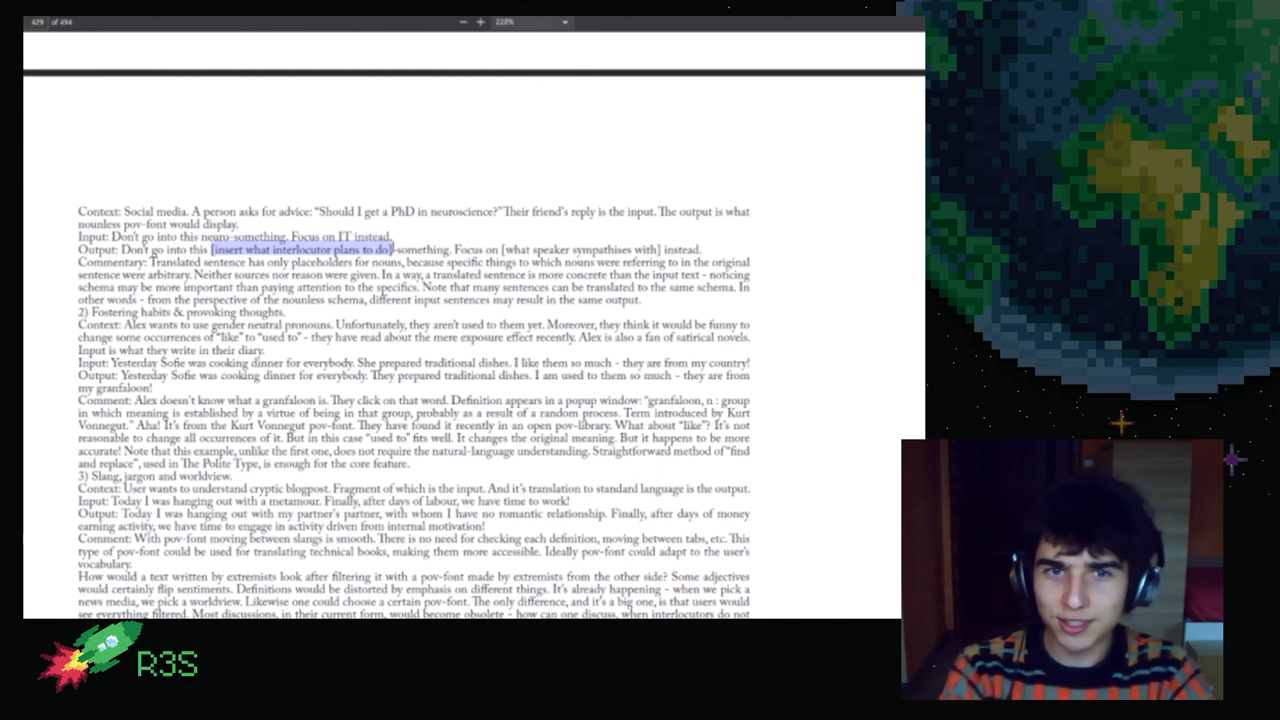 429 of 494
220%
Context: Social media. A person asks for advice: "Should I get a PhD in neuroscience?" Their friend's reply is the input. The output is what
nounless pov-font would display.
Input: Don't go into this neuro-something. Focus on IT instead.
Output: Don't go into this [insert what interlocutor plans to do]-something. Focus on [what speaker sympathises with] instead.
Commentary: Translated sentence has only placeholders for nouns, because specific things to which nouns were referring to in the original
sentence were arbitrary. Neither sources nor reason were given. In a way, a translated sentence is more concrete than the input text - noticing
schema may be more important than paying attention to the specifics. Note that many sentences can be translated to the same schema. In
other words - from the perspective of the nounless schema, different input sentences may result in the same output.
2) Fostering habits & provoking thoughts.
Context: Alex wants to use gender neutral pronouns. Unfortunately, they aren't used to them yet. Moreover, they think it would be funny to
change some occurrences of "like" to "used to" - they have read about the mere exposure effect recently. Alex is also a fan of satirical novels.
Input is what they write in their diary.
Input: Yesterday Sofie was cooking dinner for everybody. She prepared traditional dishes. I like them so much - they are from my country!
Output: Yesterday Sofie was cooking dinner for everybody. They prepared traditional dishes. I am used to them so much - they are from
my granfaloon!
Comment: Alex doesn't know what a granfaloon is. They click on that word. Definition appears in a popup window: "granfaloon, n : group
in which meaning is established by a virtue of being in that group, probably as a result of a random process. Term introduced by Kurt
Vonnegut." Aha! It's from the Kurt Vonnegut pov-font. They have found it recently in an open pov-library. What about "like"? It's not
reasonable to change all occurrences of it. But in this case "used to" fits well. It changes the original meaning. But it happens to be more
accurate! Note that this example, unlike the first one, does not require the natural-language understanding. Straightforward method of "find
and replace", used in The Polite Type, is enough for the core feature.
3) Slang, jargon and worldview.
Context: User wants to understand cryptic blogpost. Fragment of which is the input. And it's translation to standard language is the output.
Input: Today I was hanging out with a metamour. Finally, after days of labour, we have time to work!
Output: Today I was hanging out with my partner's partner, with whom I have no romantic relationship. Finally, after days of money
earning activity, we have time to engage in activity driven from internal motivation!
Comment: With pov-font moving between slangs is smooth. There is no need for checking each definition, moving between tabs, etc. This
type of pov-font could be used for translating technical books, making them more accessible. Ideally pov-font could adapt to the user's
vocabulary.
How would a text written by extremists look after filtering it with a pov-font made by extremists from the other side? Some adjectives
would certainly flip sentiments. Definitions would be distorted by emphasis on different things. It's already happening - when we pick a
news media, we pick a worldview. Likewise one could choose a certain pov-font. The only difference, and it's a big one, is that users would
see everything filtered. Most discussions, in their current form, would become obsolete - how can one discuss, when interlocutors do not
R3S